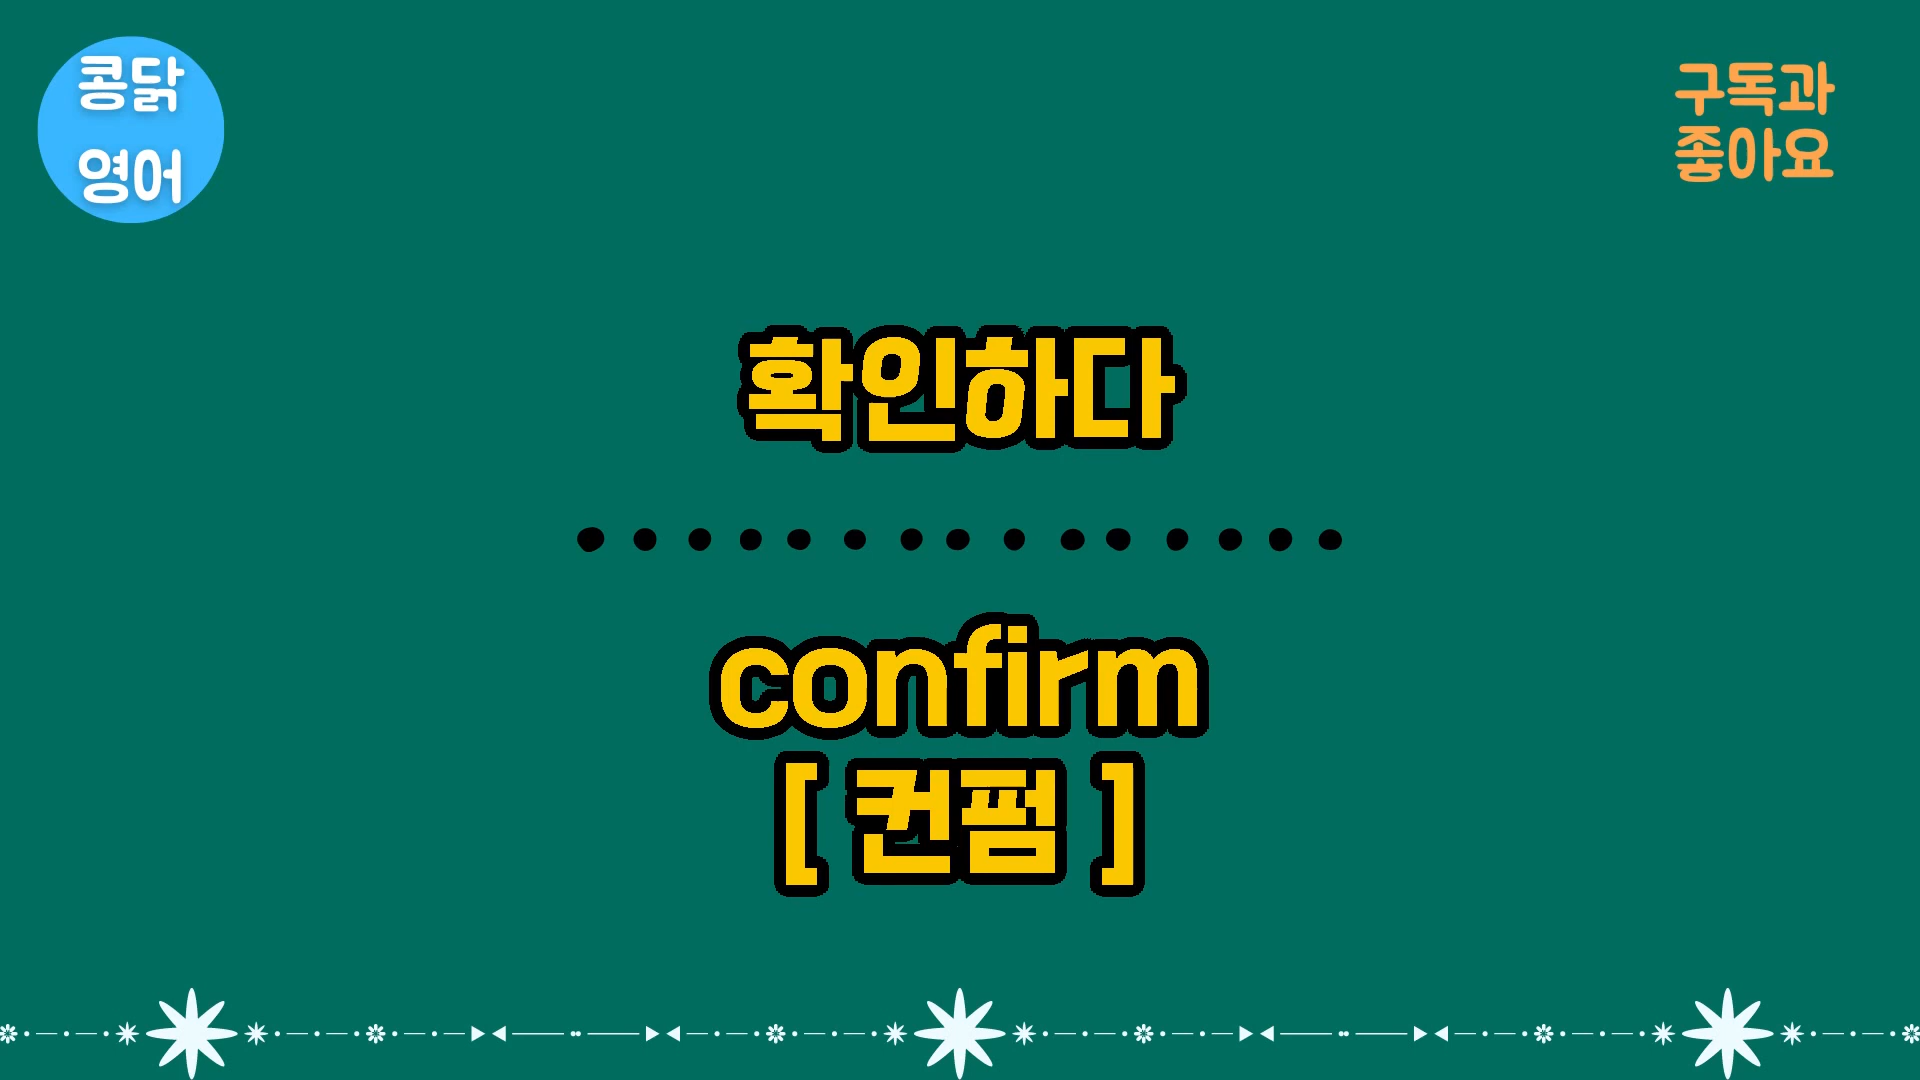 콩닭
영어
구독과
좋아요
확인하다
confirm
[ 컨펌 ]